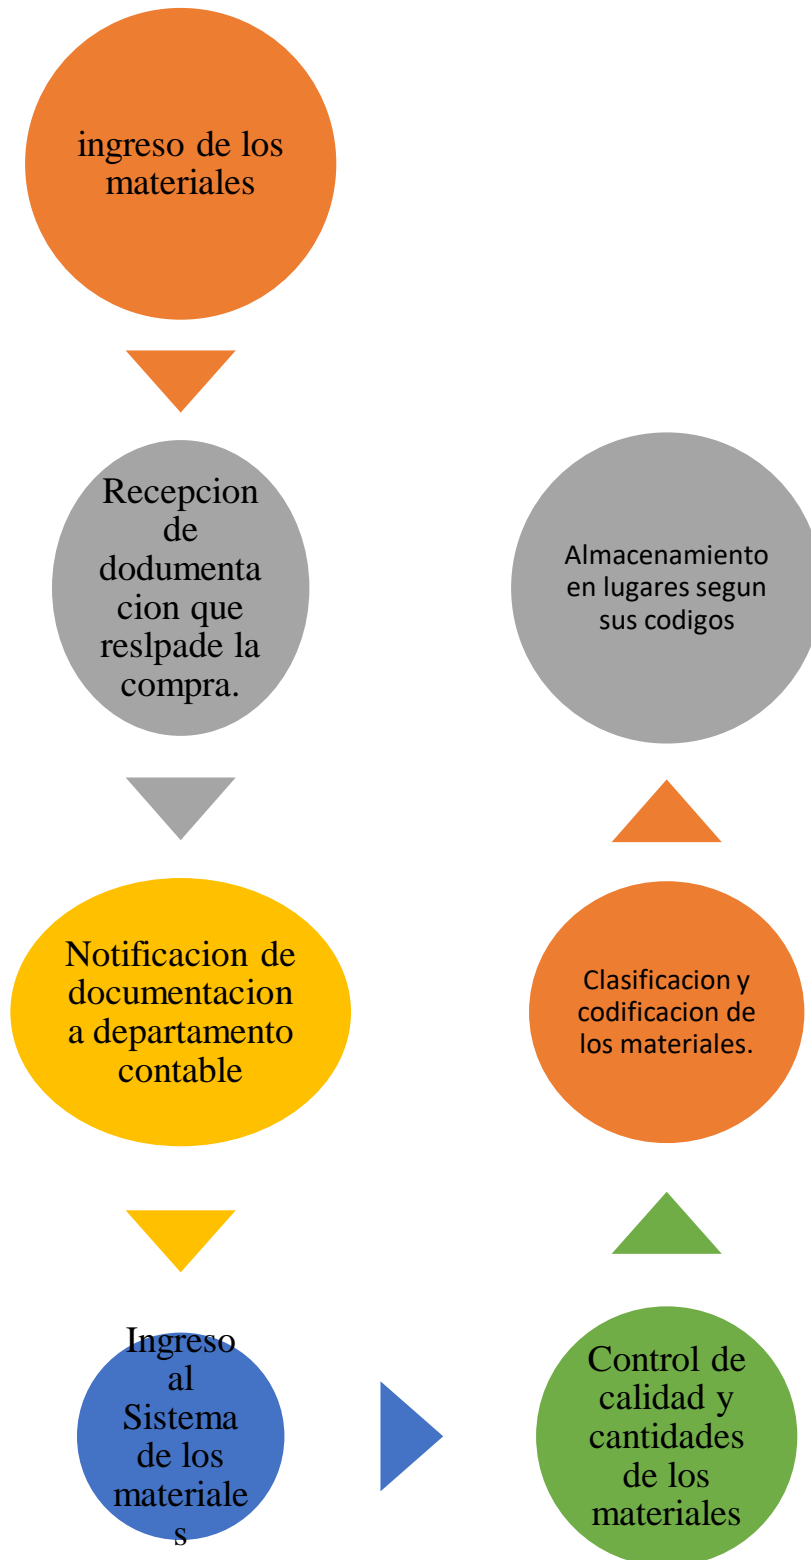 ingreso de los
materiales
Recepcion
de
dodumenta
cion que
reslpade la
compra.
Notificacion de
documentacion
a departamento
contable
Ingreso
al
Sistema
de los
materiale
s
Control de
calidad y
cantidades
de los
materiales
Clasificacion y
codificacion de
los materiales.
Almacenamiento
en lugares segun
sus codigos